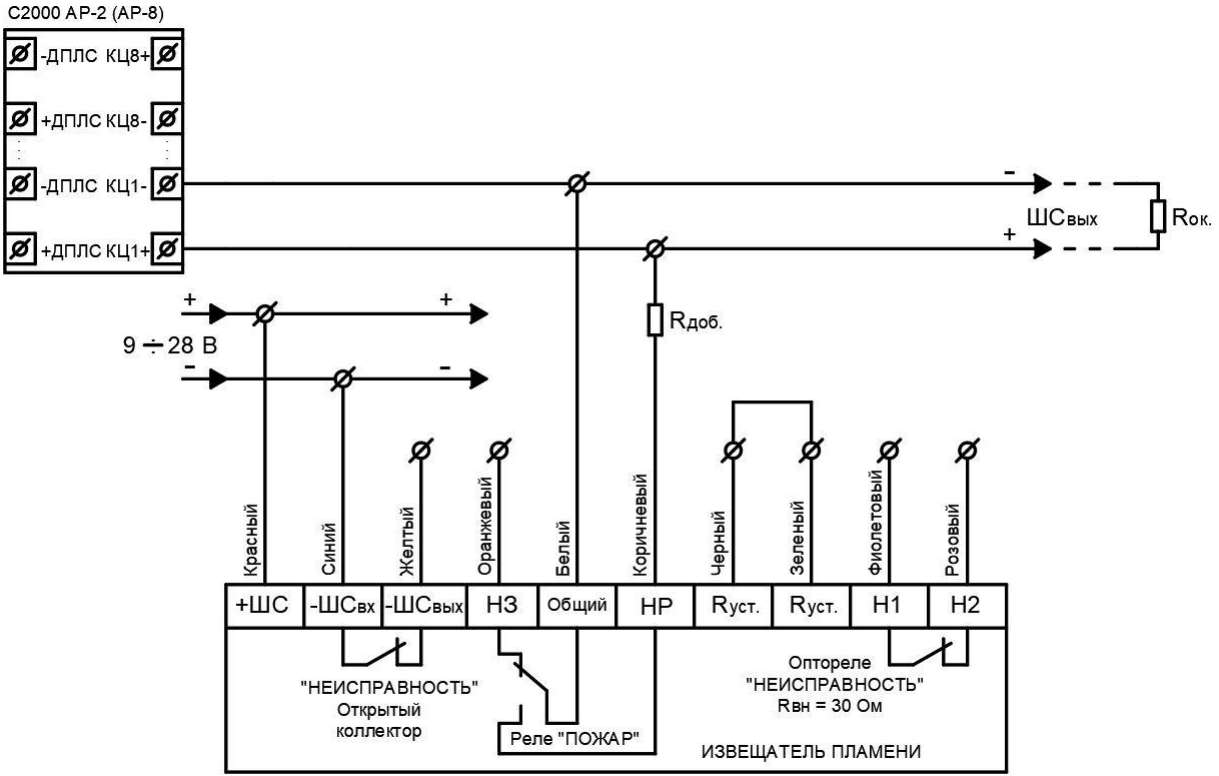 С2000 АР-2 (АР-8)
-ДПЛС КЦ8+
+ДПЛС КЦ8-
-ДПЛС КЦ1-
+ДПЛС КЦ1+
-
ШСвых
+
Rок.
+
+
9 ÷ 28 В
-
-
Rдоб.
Красный
Синий
Желтый
Оранжевый
Белый
Коричневый
Черный
Зеленый
Фиолетовый
Розовый
+ШС
-ШСвх
-ШСвых
НЗ
Общий
НР
Rуст.
Rуст.
Н1
Н2
"НЕИСПРАВНОСТЬ"
Открытый
коллектор
Реле "ПОЖАР"
Оптореле
"НЕИСПРАВНОСТЬ"
Rвн = 30 Ом
ИЗВЕЩАТЕЛЬ ПЛАМЕНИ